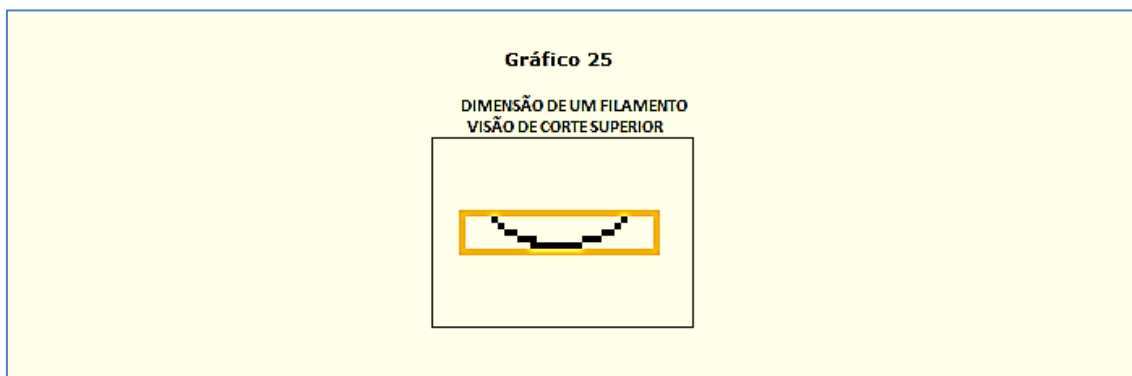 Gráfico 25
DIMENSÃO DE UM FILAMENTO
VISÃO DE CORTE SUPERIOR